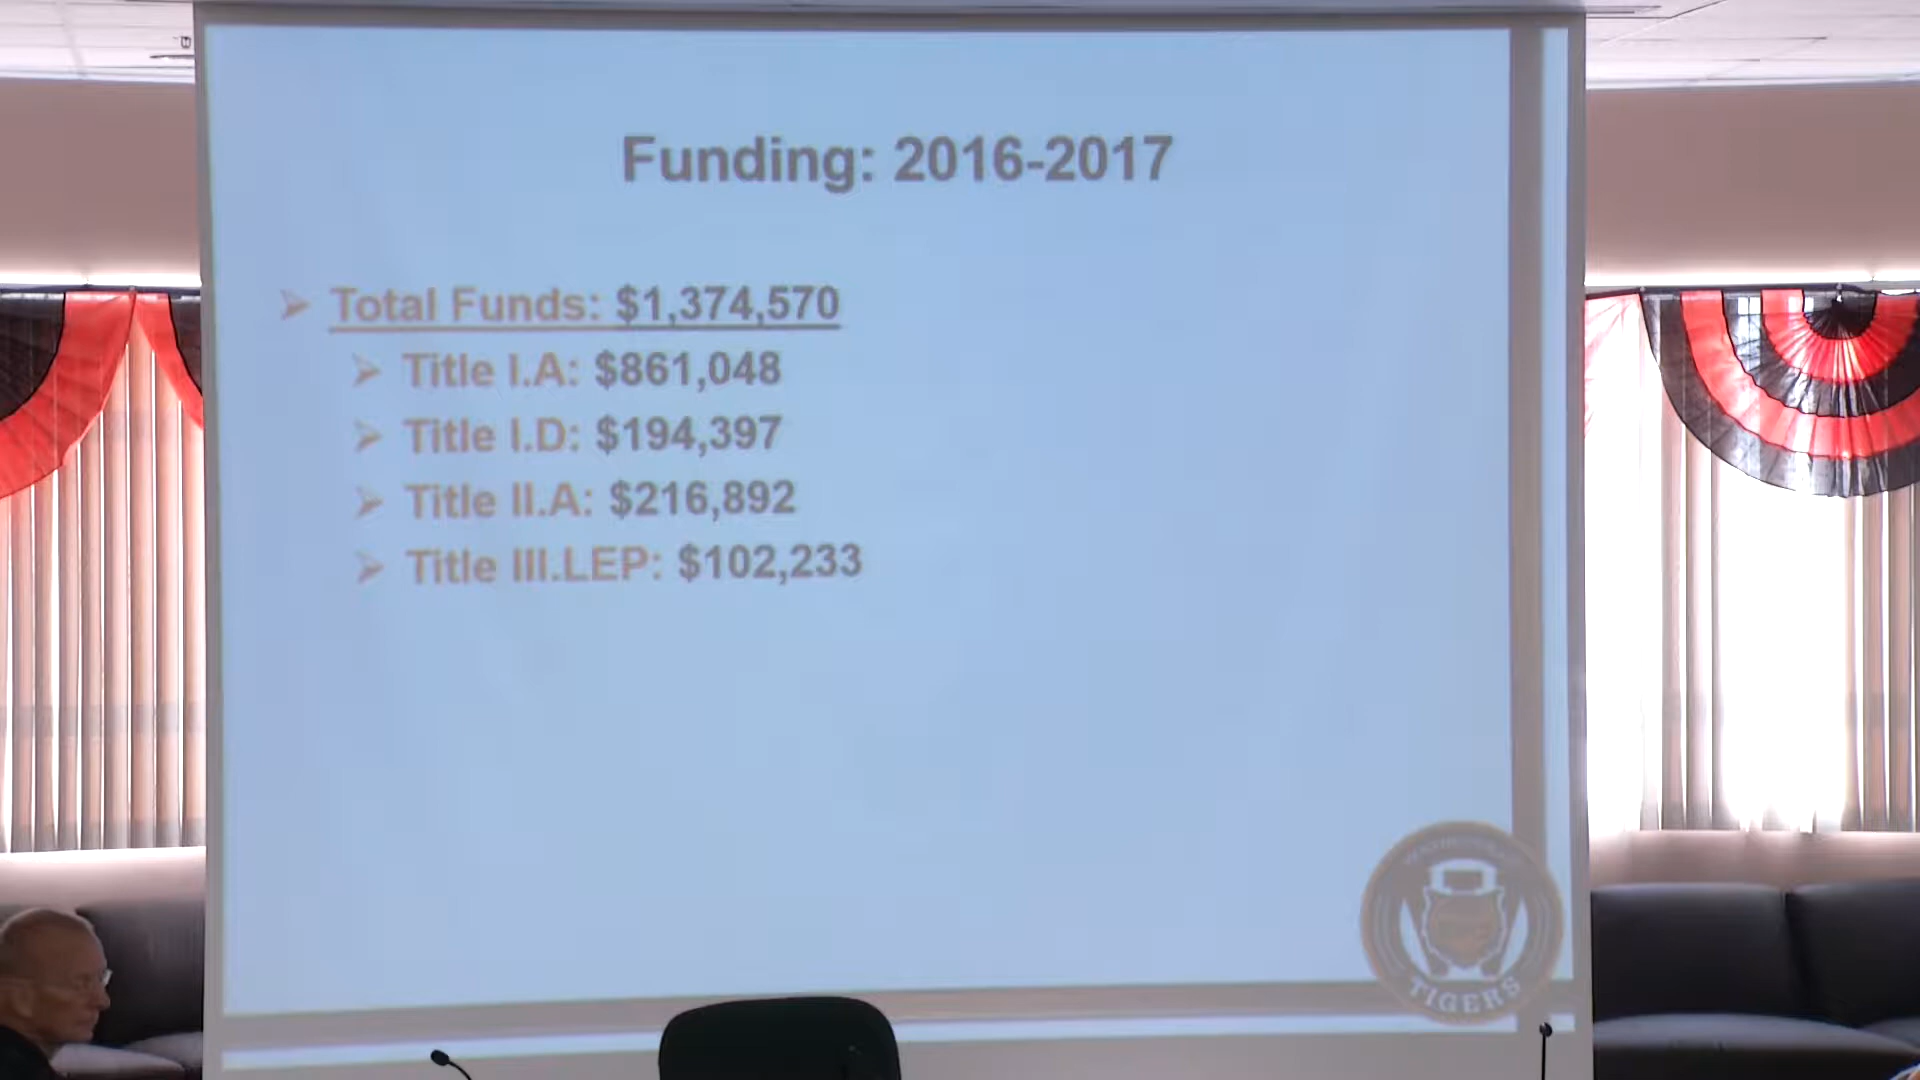 Funding: 2016-2017
Total Funds: $1,374,570
Title I.A: $861,048
Title I.D: $194,397
Title II.A: $216,892
Title III.LEP: $102,233
TIGERS